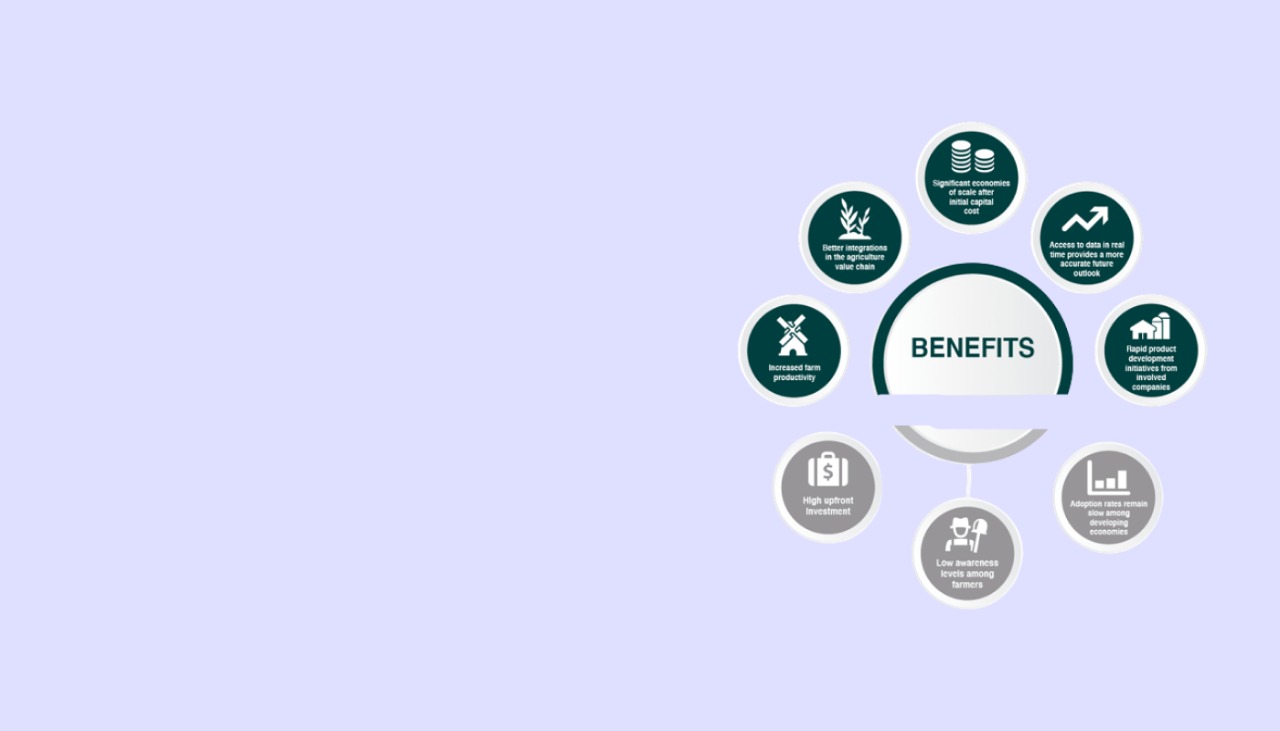 Significant economies
of scale after
initial capital
cost
Better integrations
in the agriculture
value chain
Access to data in real
time provides a more
accurate future
outlook
Increased farm
productivity
BENEFITS
Rapid product
development
initiatives from
involved
companies
High upfront
investment
$
Low awareness
levels among
farmers
Adoption rates remain
slow among
developing
economies